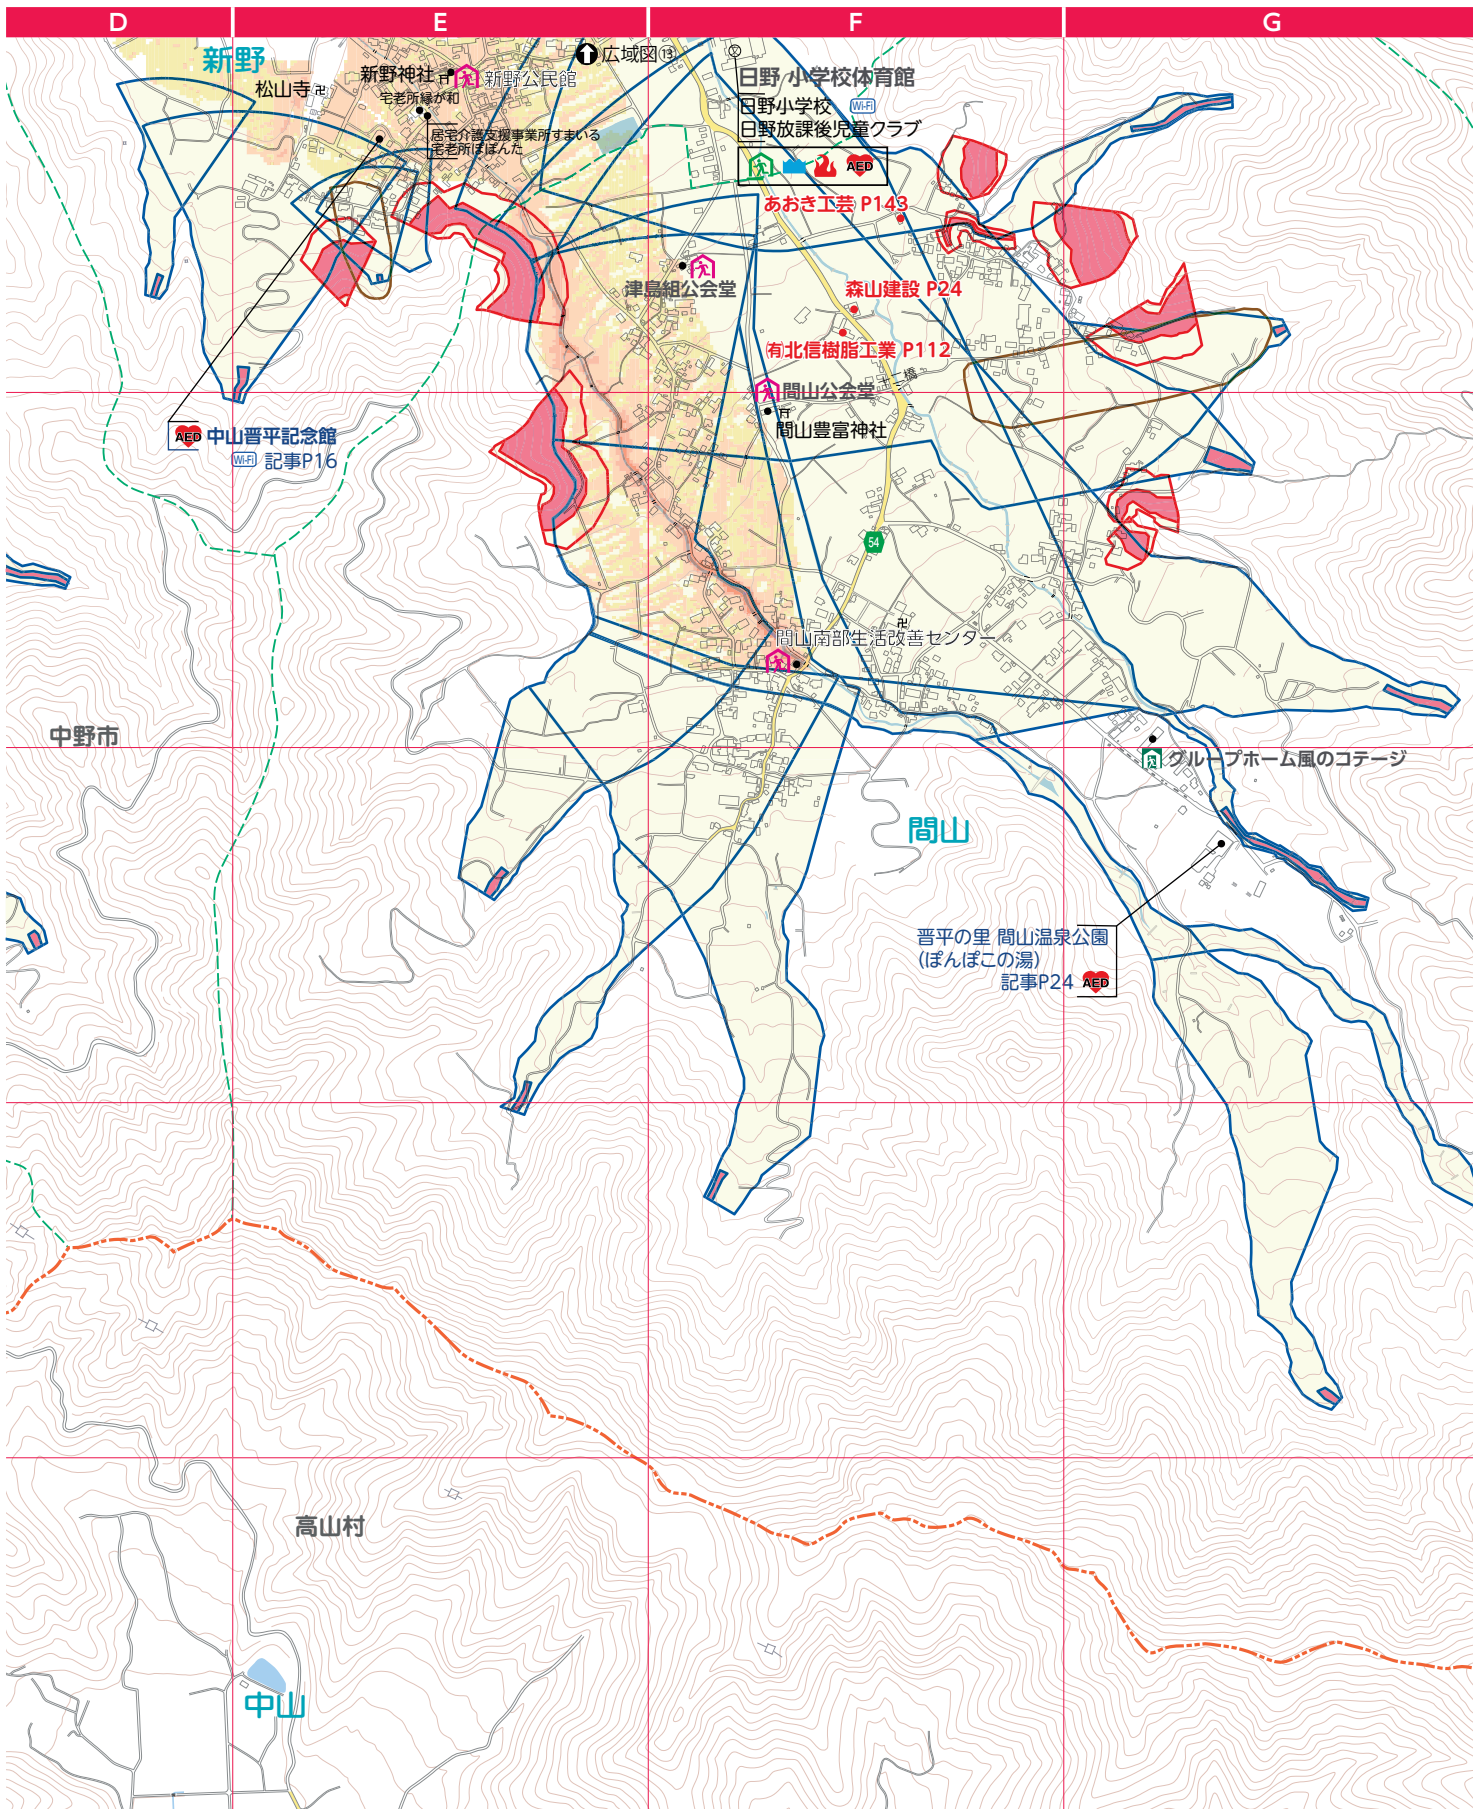 D
E
F
G
新野
新野神社
新野公民館
広域図⑬
松山寺
宅老所縁が和
居宅介護支援事業所すまいる
宅老所ぽぽんた
日野小学校体育館
日野小学校 Wi-Fi
日野放課後児童クラブ
AED
あおき工芸 P143
津島組公会堂
森山建設 P24
㈲北信樹脂工業 P112
十三橋
間山公会堂
間山豊富神社
AED 中山晋平記念館
Wi-Fi 記事P16
54
間山南部生活改善センター
中野市
グループホーム風のコテージ
間山
晋平の里 間山温泉公園
(ぽんぽこの湯)
記事P24 AED
高山村
中山